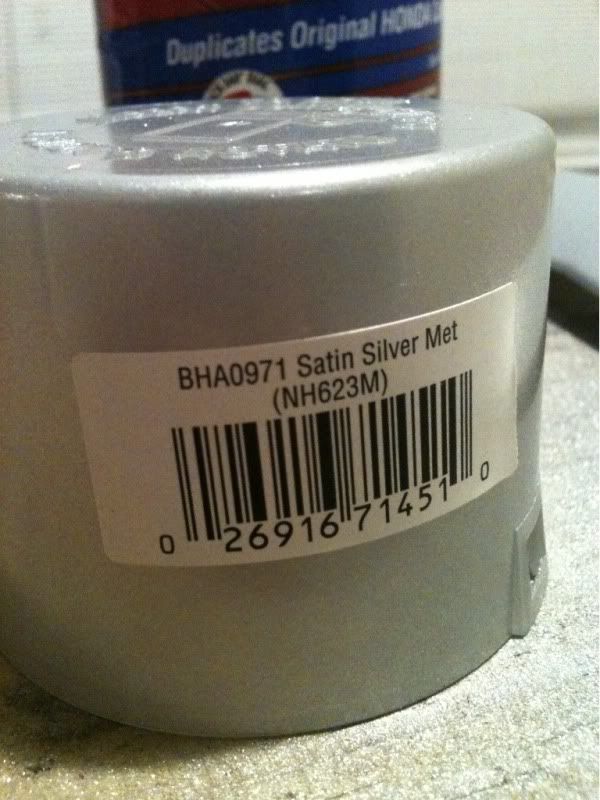 Duplicates Original HONDA
BHA0971 Satin Silver Met
(NH623M)
0 26916 71451 0